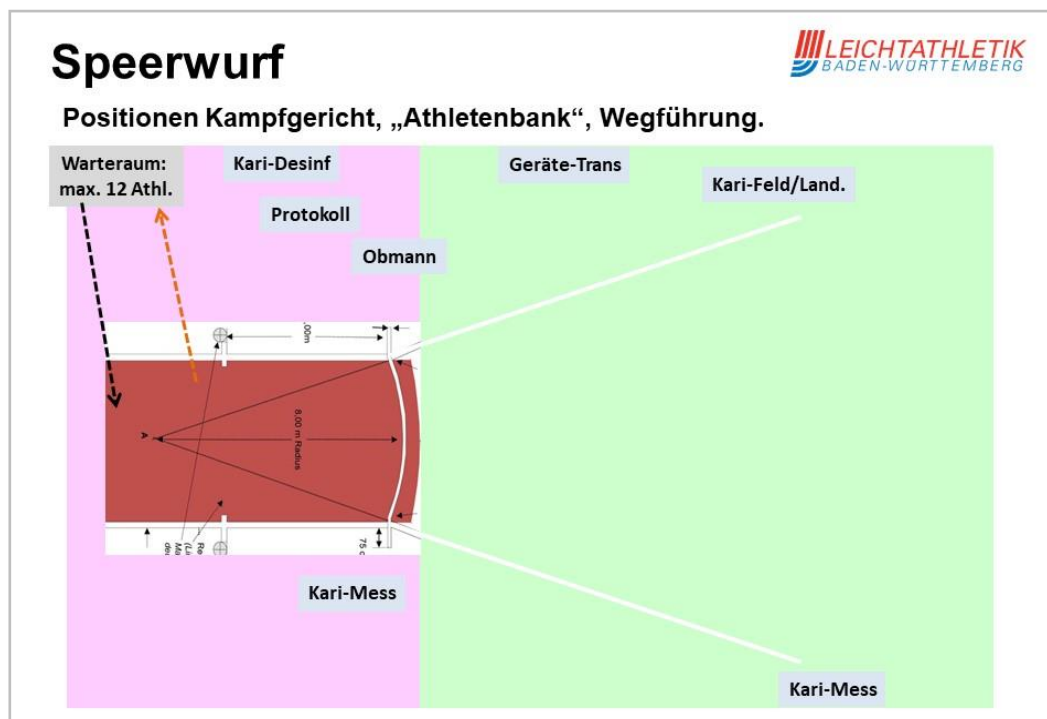 Speerwurf
LEICHTATHLETIK
BADEN-WÜRTTEMBERG
Positionen Kampfgericht, „Athletenbank“, Wegführung.
Warteraum:
max. 12 Athl.
Kari-Desinf
Geräte-Trans
Kari-Feld/Land.
Protokoll
Obmann
A
8.00 m Radius
75 c
Kari-Mess
Kari-Mess